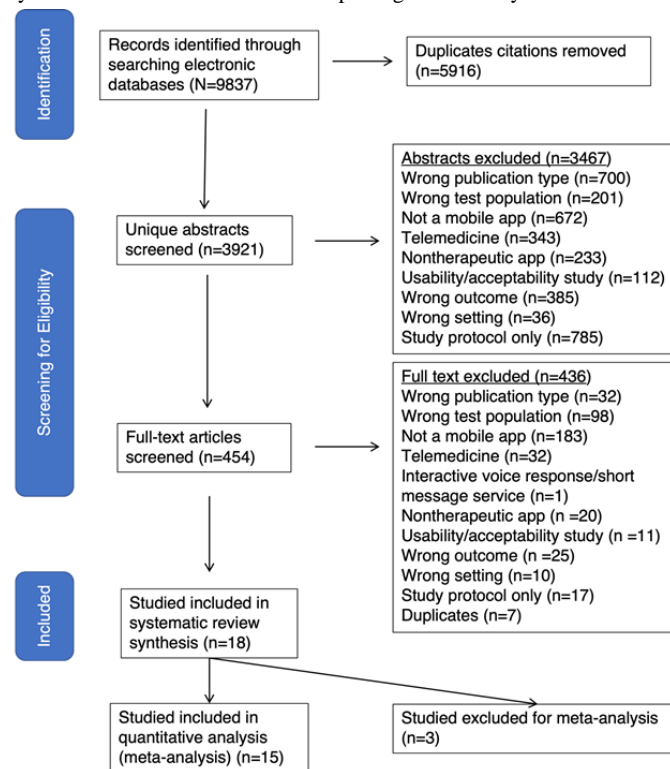 Identification
Records identified through
searching electronic
databases (N=9837)
Duplicates citations removed
(n=5916)
Screening for Eligibility
Unique abstracts
screened (n=3921)
Abstracts excluded (n=3467)
Wrong publication type (n=700)
Wrong test population (n=201)
Not a mobile app (n=672)
Telemedicine (n=343)
Nontherapeutic app (n=233)
Usability/acceptability study (n=112)
Wrong outcome (n=385)
Wrong setting (n=36)
Study protocol only (n=785)
Full-text articles
screened (n=454)
Full text excluded (n=436)
Wrong publication type (n=32)
Wrong test population (n=98)
Not a mobile app (n=183)
Telemedicine (n=32)
Interactive voice response/short
message service (n=1)
Nontherapeutic app (n =20)
Usability/acceptability study (n =11)
Wrong outcome (n =25)
Wrong setting (n=10)
Study protocol only (n=17)
Duplicates (n=7)
Included
Studied included in
systematic review
synthesis (n=18)
Studied included in
quantitative analysis
(meta-analysis) (n=15)
Studied excluded for meta-analysis
(n=3)